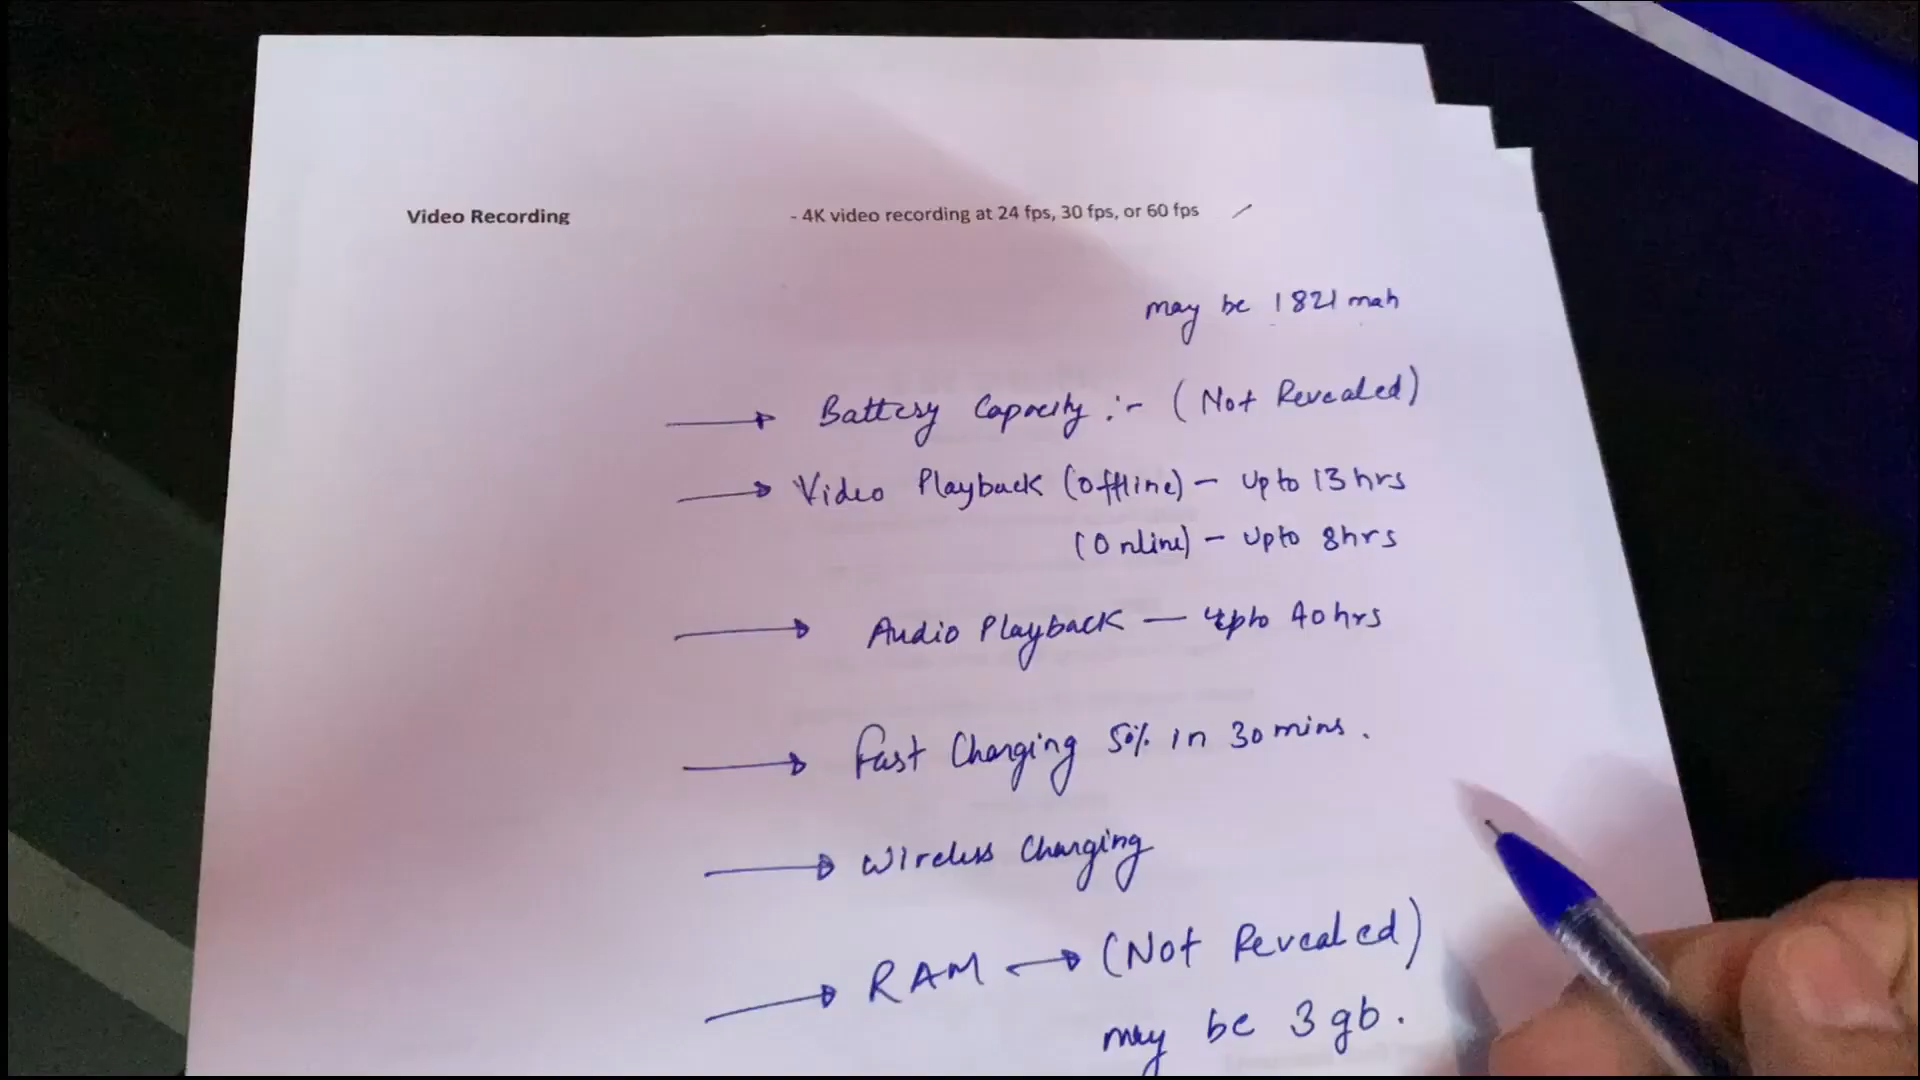 Video Recording - 4K video recording at 24 fps, 30 fps, or 60 fps
may be 1821 mah
Battery Capacity :- (Not Revealed)
Video Playback (offline) - Upto 13 hrs
(Online) - Upto 8hrs
Audio Playback - Upto 40 hrs
Fast Charging 50% in 30 mins.
Wireless Charging
RAM → (Not Revealed)
may be 3 gb.